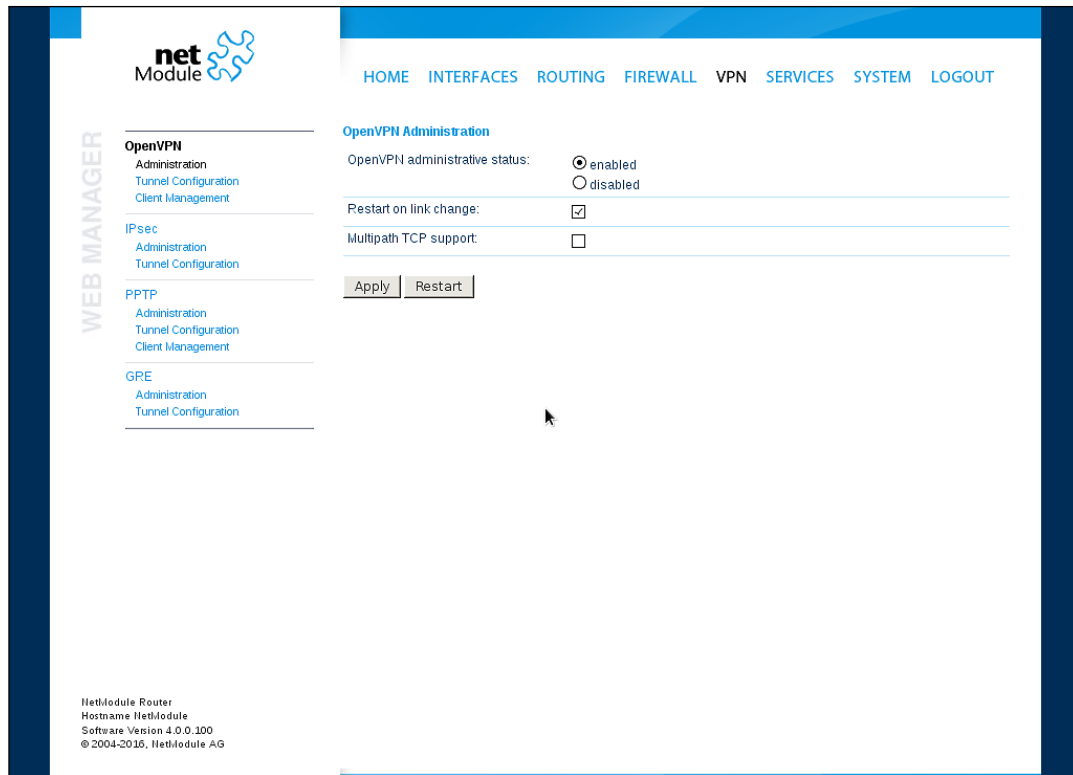 net
Module
HOME INTERFACES ROUTING FIREWALL VPN SERVICES SYSTEM LOGOUT
WEB MANAGER
OpenVPN
Administration
Tunnel Configuration
Client Management
IPsec
Administration
Tunnel Configuration
PPTP
Administration
Tunnel Configuration
Client Management
GRE
Administration
Tunnel Configuration
OpenVPN Administration
OpenVPN administrative status:
enabled
disabled
Restart on link change:
Multipath TCP support:
Apply Restart
NetModule Router
Hostname NetModule
Software Version 4.0.0.100
© 2004-2016, NetModule AG